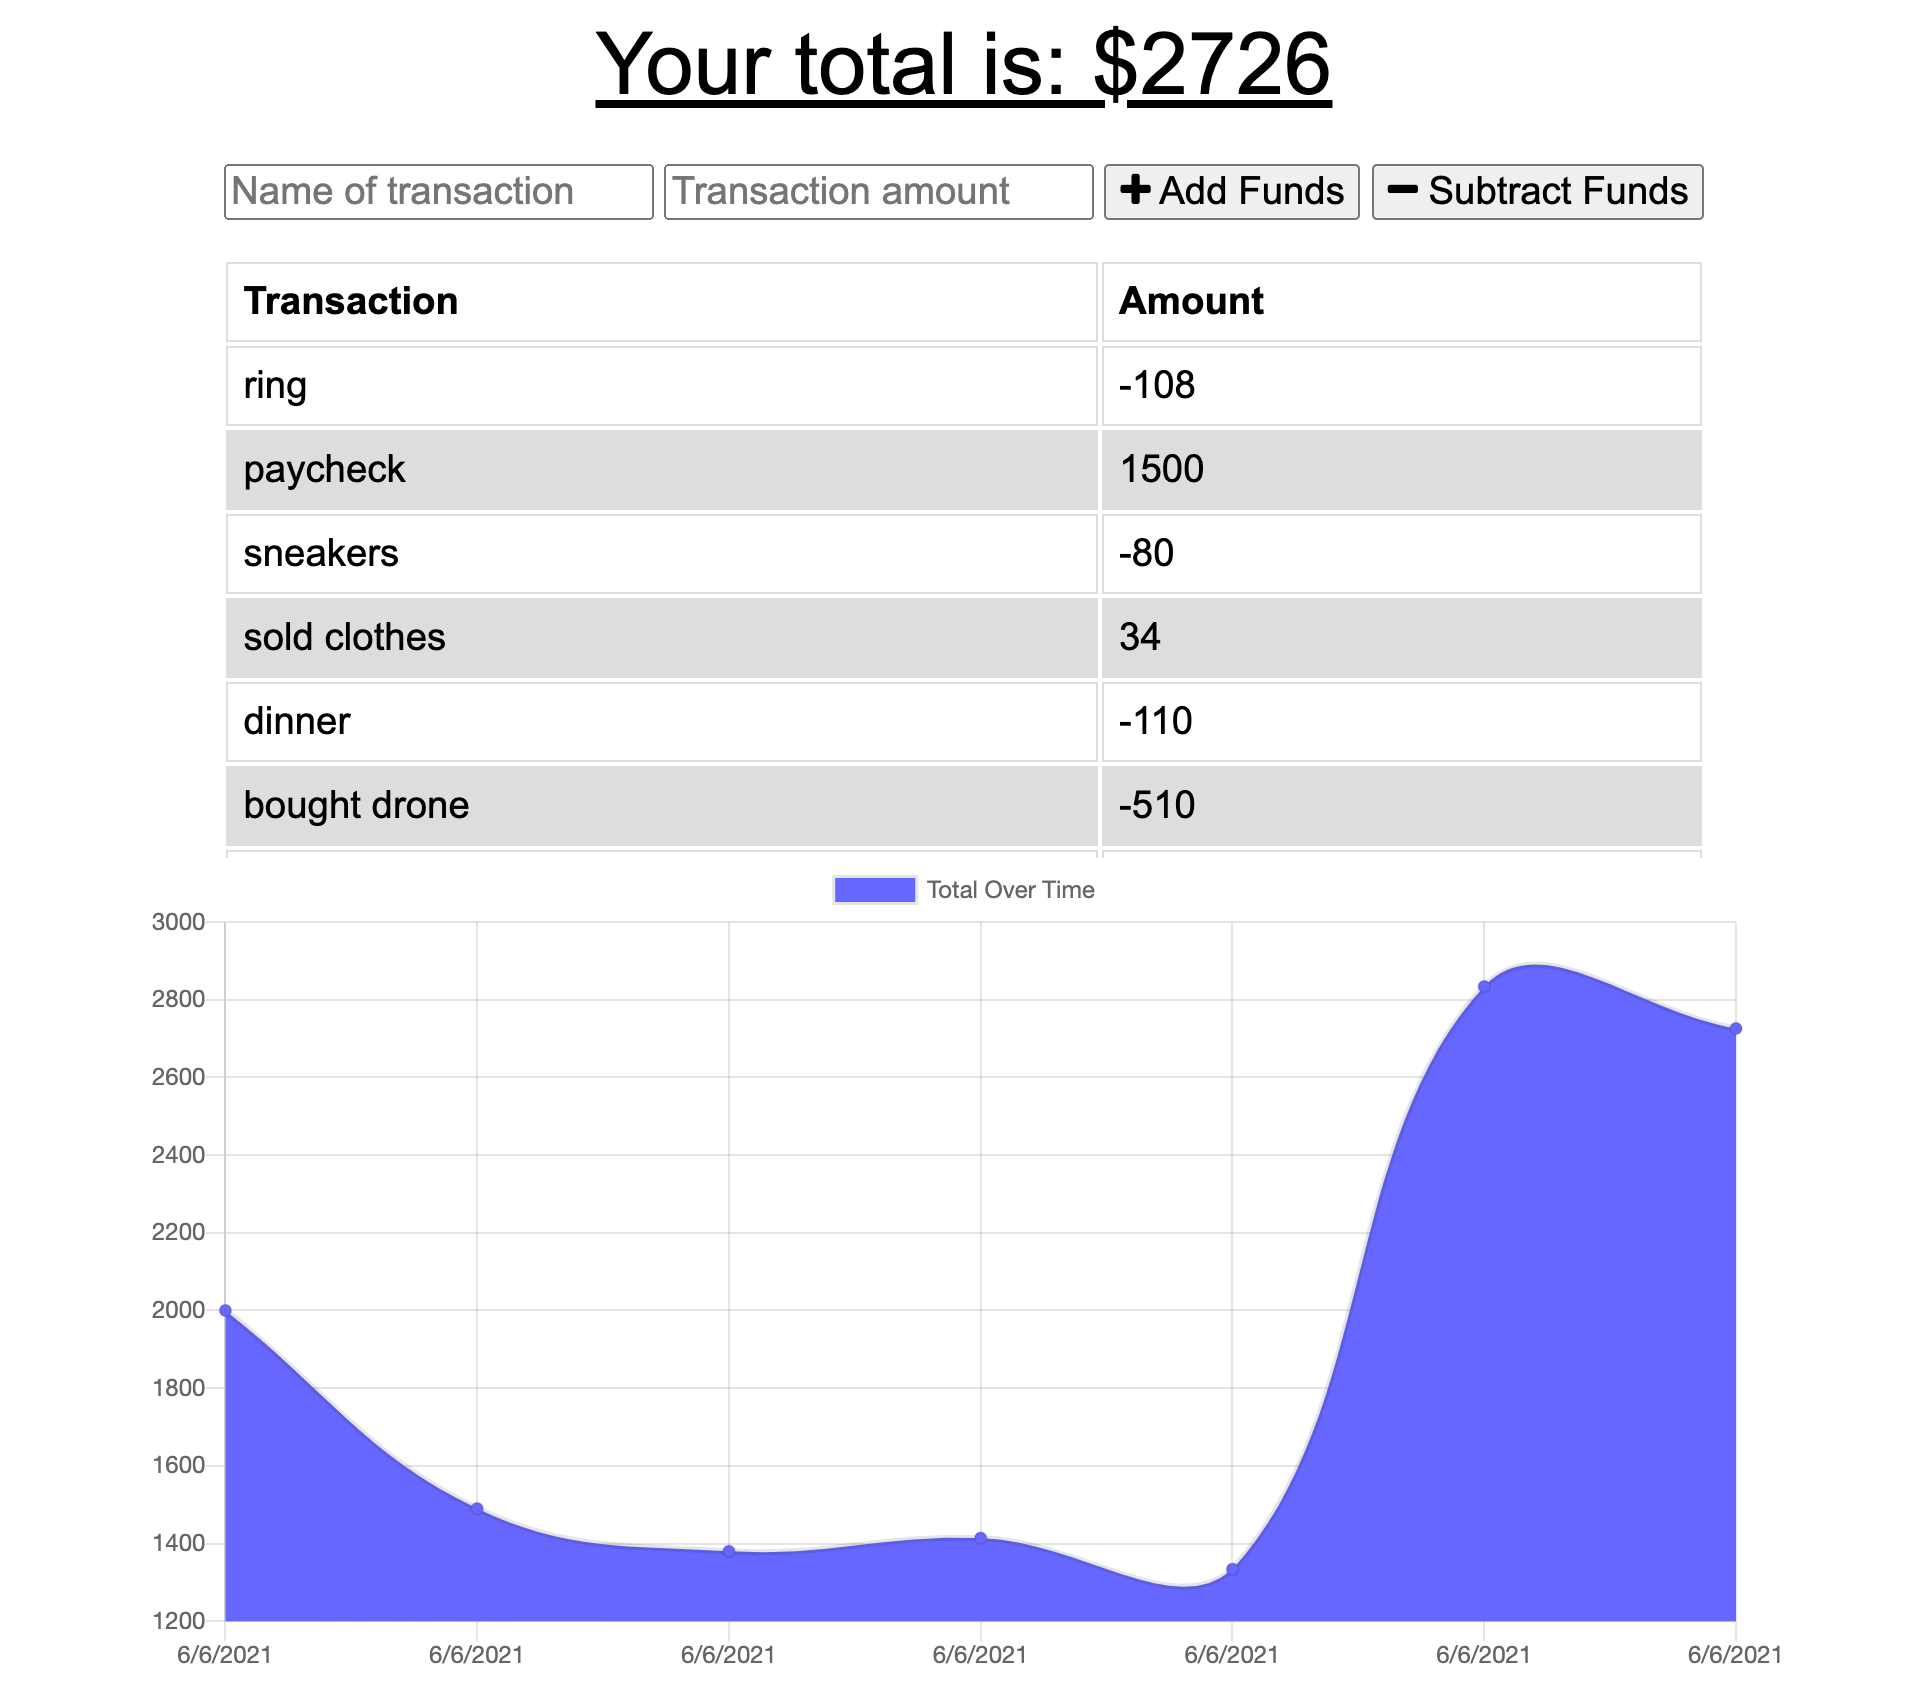 Your total is: $2726
Name of transaction Transaction amount Add Funds Subtract Funds
Transaction Amount
ring -108
paycheck 1500
sneakers -80
sold clothes 34
dinner -110
bought drone -510
Total Over Time
3000
2800
2600
2400
2200
2000
1800
1600
1400
1200
6/6/2021 6/6/2021 6/6/2021 6/6/2021 6/6/2021 6/6/2021 6/6/2021